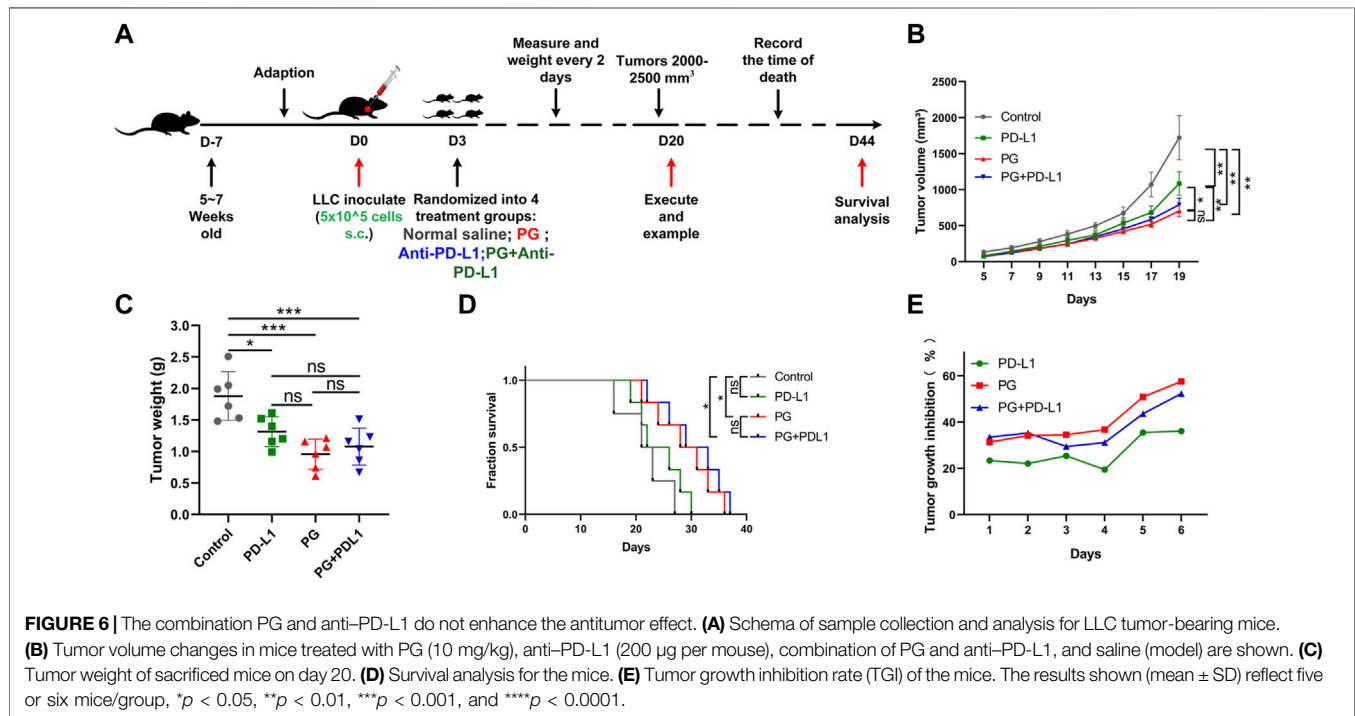 A
Adaption
Measure and
weight every 2
days
Tumors 2000-
2500 mm³
Record
the time of
death
D-7
D0
D3
D20
D44
5~7
Weeks
old
LLC inoculate
(5x10^5 cells
s.c.)
Randomized into 4
treatment groups:
Normal saline; PG ;
Anti-PD-L1;PG+Anti-
PD-L1
Execute
and
example
Survival
analysis
B
Tumor volume (mm³)
2500
2000
1500
1000
500
0
Control
PD-L1
PG
PG+PD-L1
**
*
ns
**
**
**
5 7 9 11 13 15 17 19
Days
C
Tumor weight (g)
3.0
2.5
2.0
1.5
1.0
0.5
0.0
***
***
*
ns
ns
ns
Control
PD-L1
PG
PG+PDL1
D
Fraction survival
1.0
0.5
0.0
0 20 30 40
Days
*
*
ns
ns
Control
PD-L1
PG
PG+PDL1
E
Tumor growth inhibition ( % )
60
40
20
0
PD-L1
PG
PG+PD-L1
1 2 3 4 5 6
Days
FIGURE 6 | The combination PG and anti–PD-L1 do not enhance the antitumor effect. (A) Schema of sample collection and analysis for LLC tumor-bearing mice.
(B) Tumor volume changes in mice treated with PG (10 mg/kg), anti–PD-L1 (200 μg per mouse), combination of PG and anti–PD-L1, and saline (model) are shown. (C)
Tumor weight of sacrificed mice on day 20. (D) Survival analysis for the mice. (E) Tumor growth inhibition rate (TGI) of the mice. The results shown (mean ± SD) reflect five
or six mice/group, *p < 0.05, **p < 0.01, ***p < 0.001, and ****p < 0.0001.